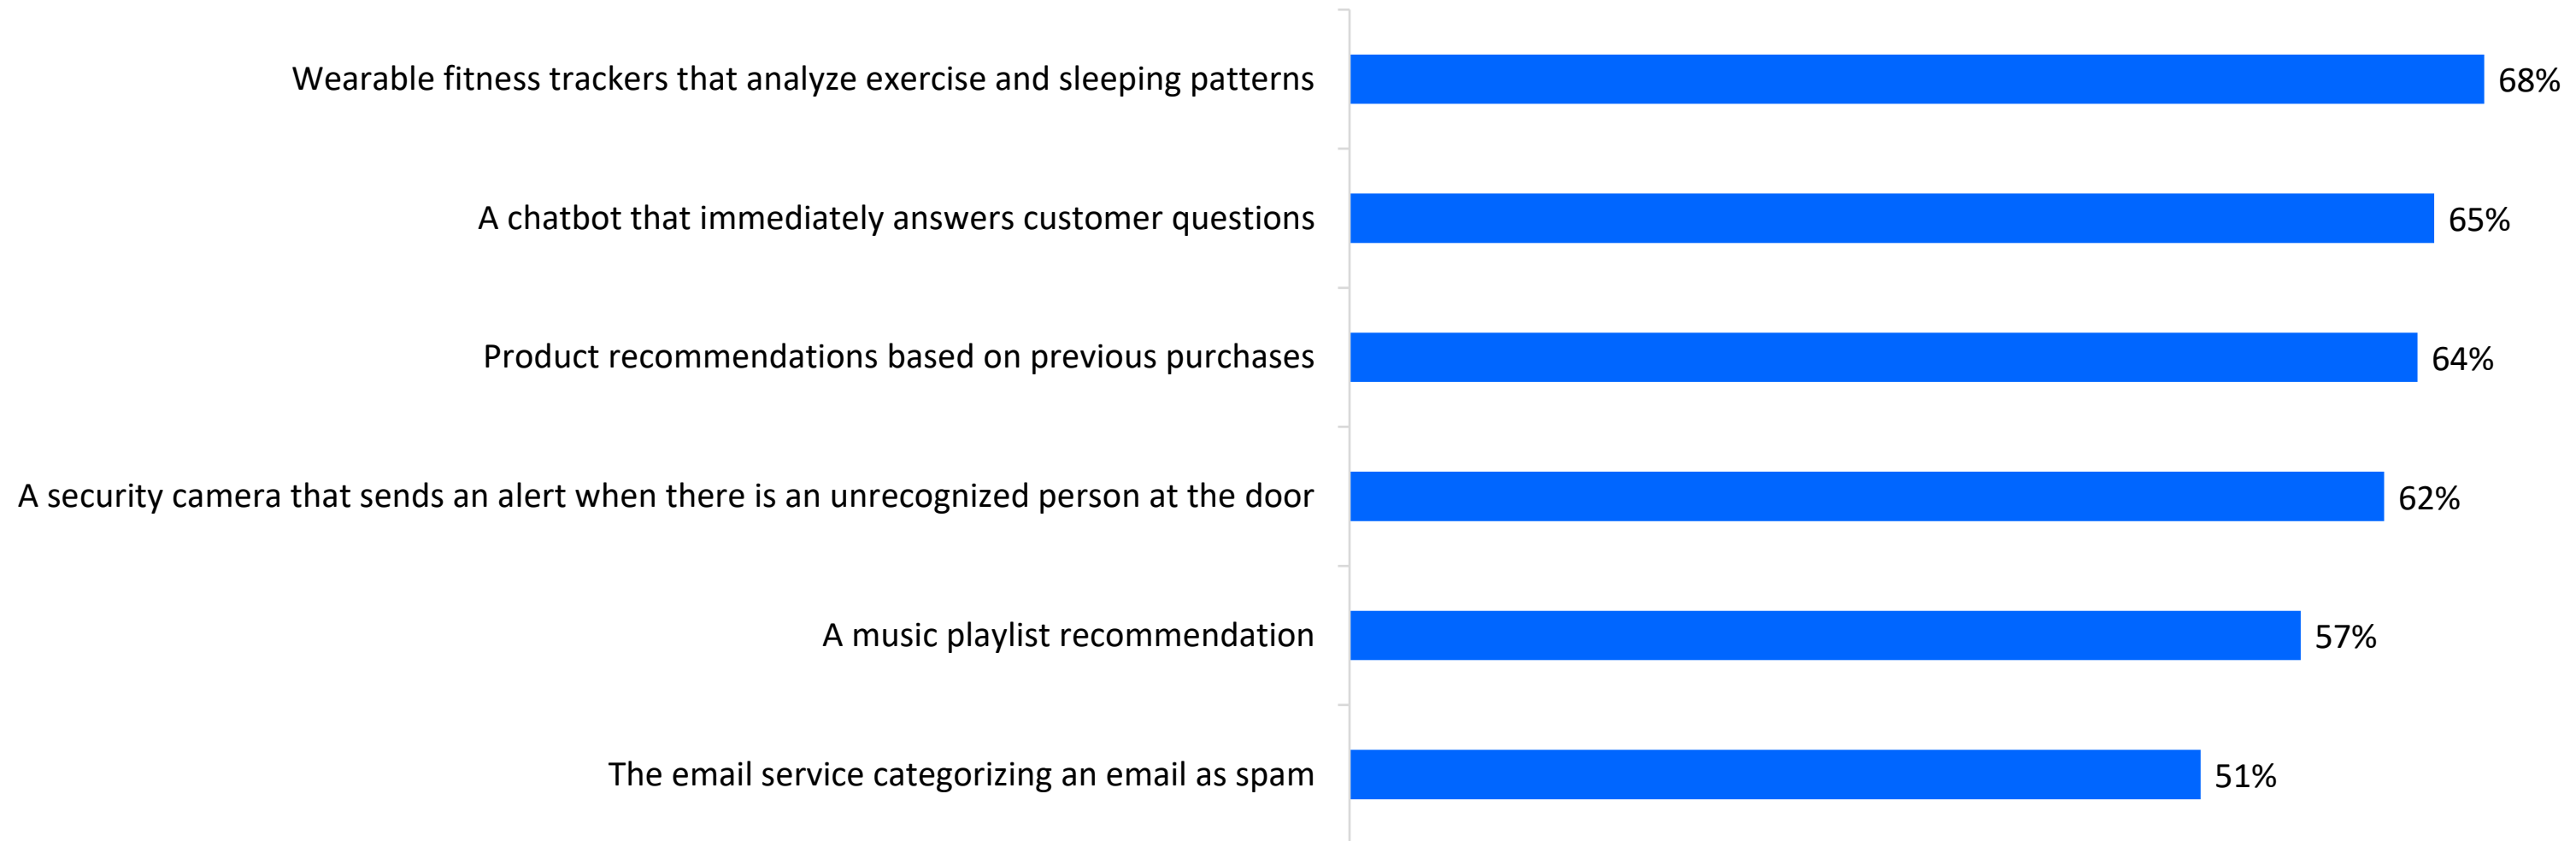 Wearable fitness trackers that analyze exercise and sleeping patterns 68%
A chatbot that immediately answers customer questions 65%
Product recommendations based on previous purchases 64%
A security camera that sends an alert when there is an unrecognized person at the door 62%
A music playlist recommendation 57%
The email service categorizing an email as spam 51%